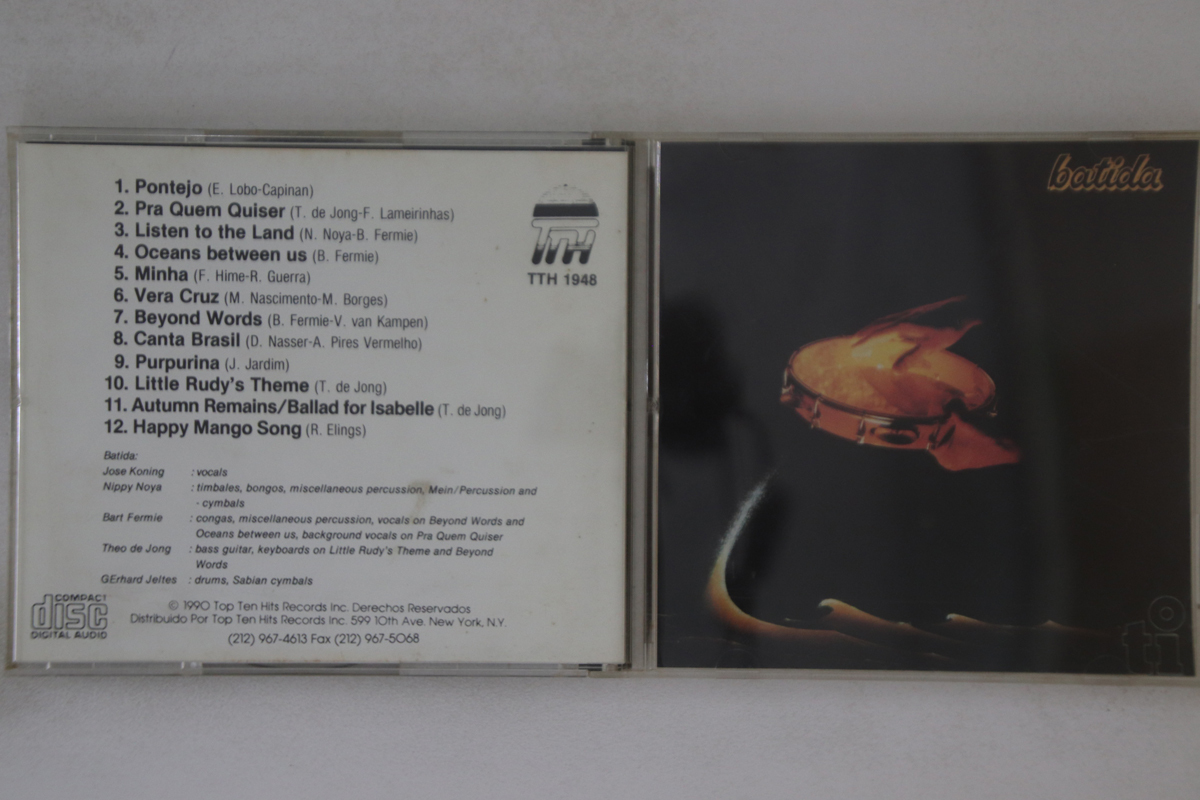 1. Pontejo (E. Lobo-Capinan)
2. Pra Quem Quiser (T. de Jong-F. Lameirinhas)
3. Listen to the Land (N. Noya-B. Fermie)
4. Oceans between us (B. Fermie)
5. Minha (F. Hime-R. Guerra)
6. Vera Cruz (M. Nascimento-M. Borges)
7. Beyond Words (B. Fermie-V. van Kampen)
8. Canta Brasil (D. Nasser-A. Pires Vermelho)
9. Purpurina (J. Jardim)
10. Little Rudy's Theme (T. de Jong)
11. Autumn Remains/Ballad for Isabelle (T. de Jong)
12. Happy Mango Song (R. Elings)
TTH
TTH 1948
Batida:
Jose Koning : vocals
Nippy Noya : timbales, bongos, miscellaneous percussion, Mein/Percussion and
- cymbals
Bart Fermie : congas, miscellaneous percussion, vocals on Beyond Words and
Oceans between us, background vocals on Pra Quem Quiser
Theo de Jong : bass guitar, keyboards on Little Rudy's Theme and Beyond
Words
GErhard Jeltes : drums, Sabian cymbals
COMPACT
disc
DIGITAL AUDIO
© 1990 Top Ten Hits Records Inc. Derechos Reservados
Distribuido Por Top Ten Hits Records Inc. 599 10th Ave. New York, N.Y.
(212) 967-4613 Fax (212) 967-5068
batida